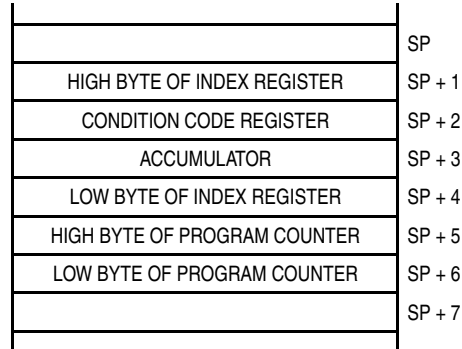 SP
HIGH BYTE OF INDEX REGISTER SP + 1
CONDITION CODE REGISTER SP + 2
ACCUMULATOR SP + 3
LOW BYTE OF INDEX REGISTER SP + 4
HIGH BYTE OF PROGRAM COUNTER SP + 5
LOW BYTE OF PROGRAM COUNTER SP + 6
SP + 7